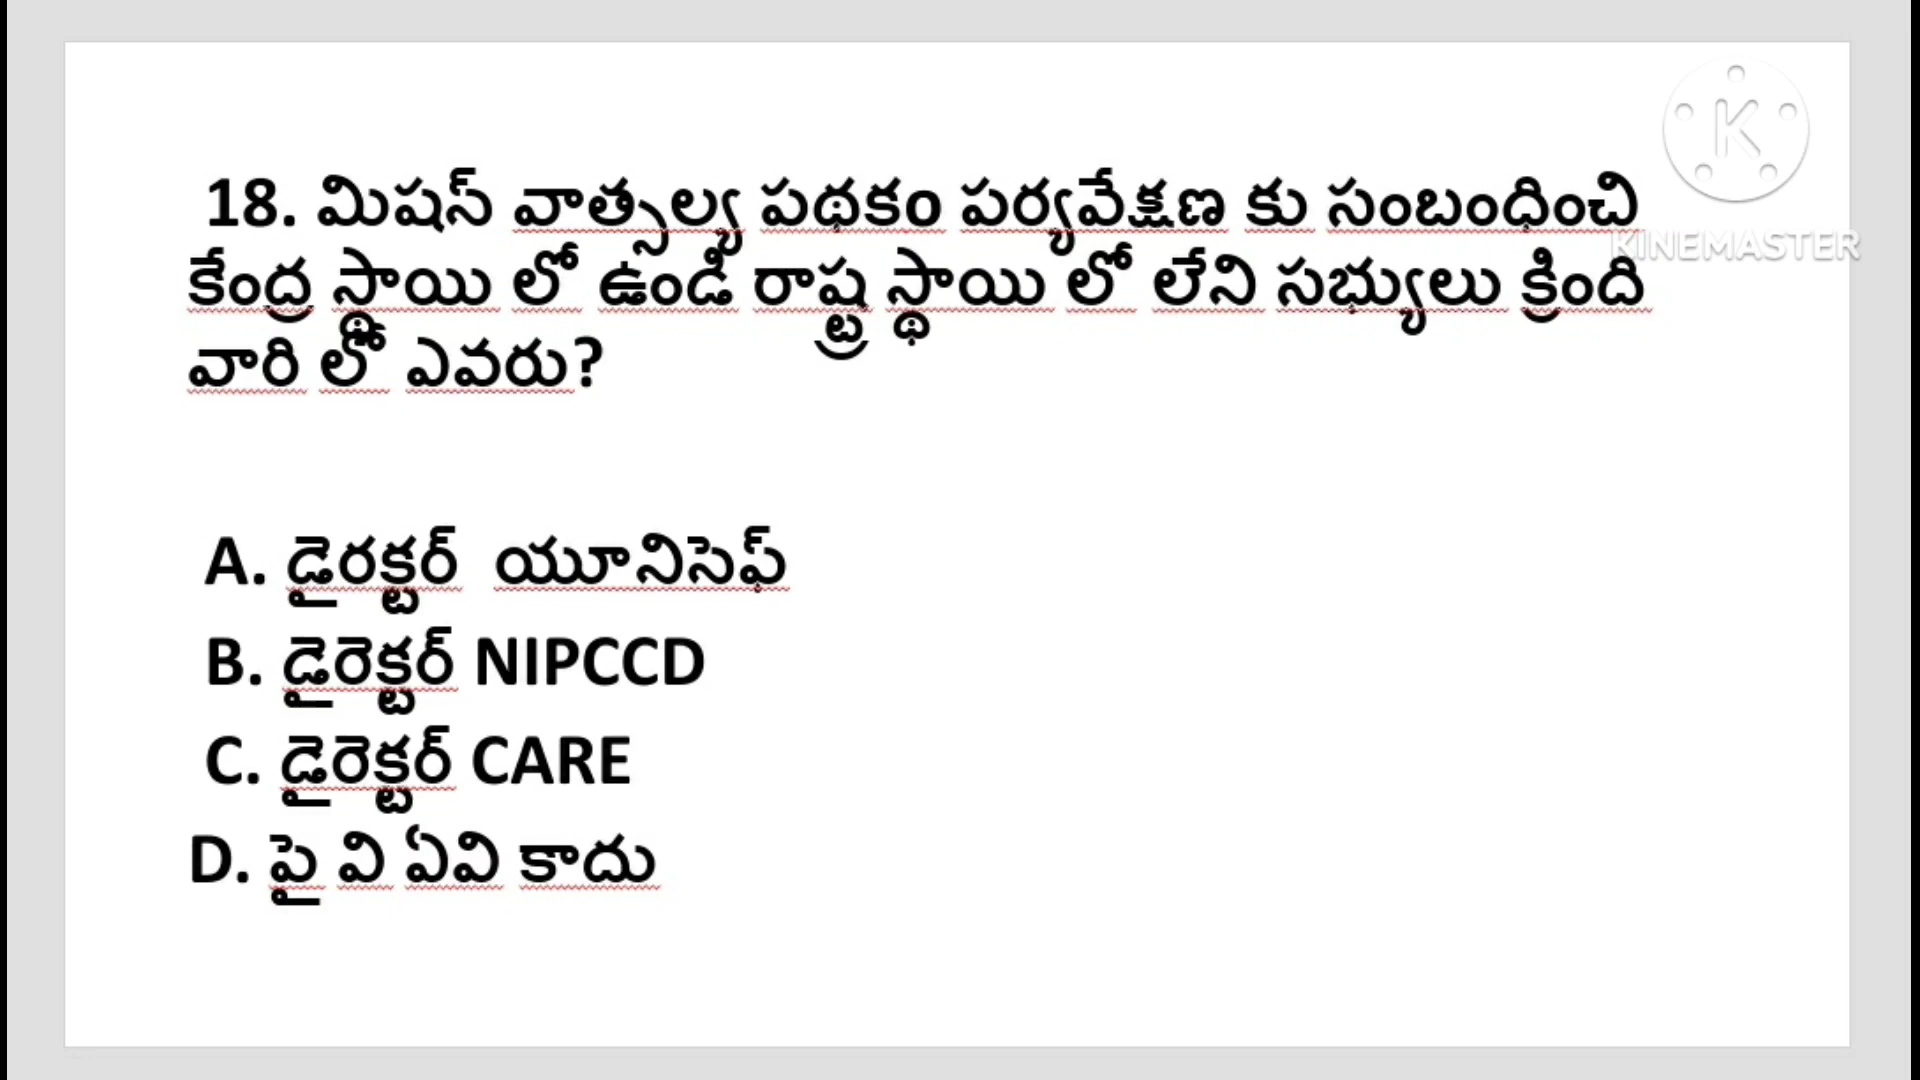 18. మిషన్ వాత్సల్య పథకం పర్యవేక్షణ కు సంబంధించి
కేంద్ర స్థాయి లో ఉండి రాష్ట్ర స్థాయి లో లేని సభ్యులు క్రింది
వారి లో ఎవరు?
A. డైరక్టర్ యూనిసెఫ్
B. డైరెక్టర్ NIPCCD
C. డైరెక్టర్ CARE
D. పై వి ఏవి కాదు
K
KINEMASTER